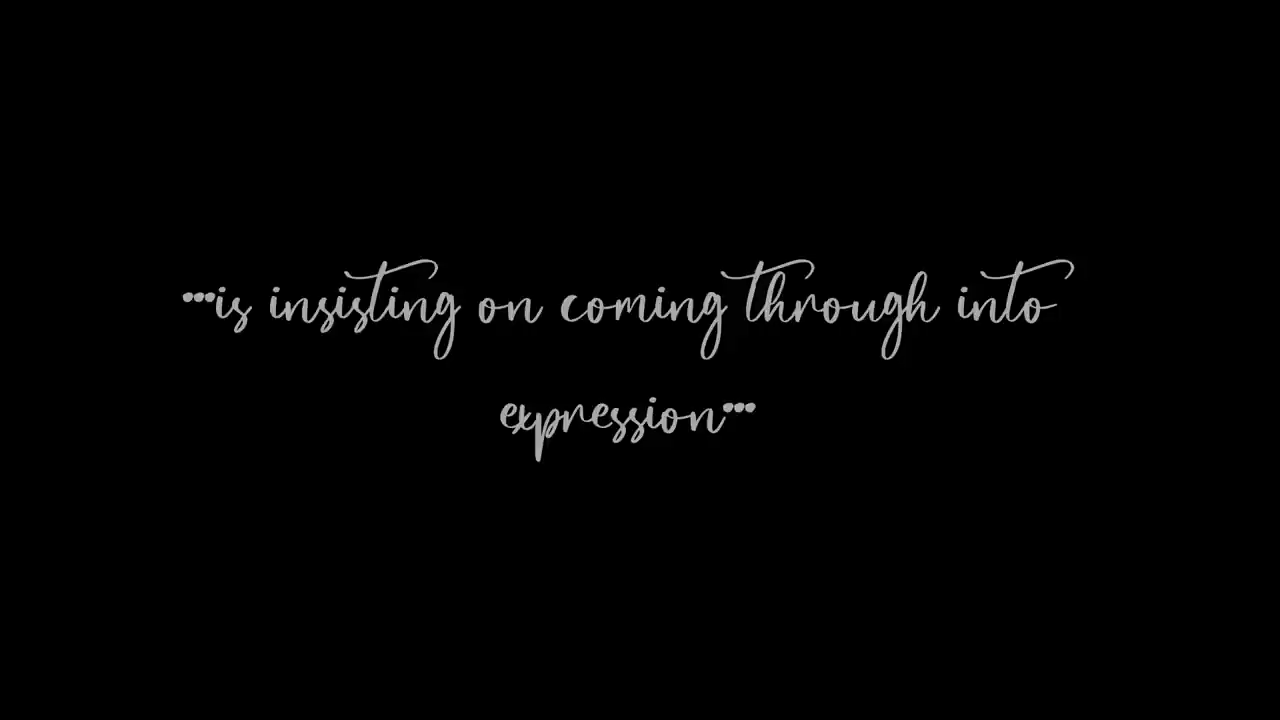 ...is insisting on coming through into
expression...